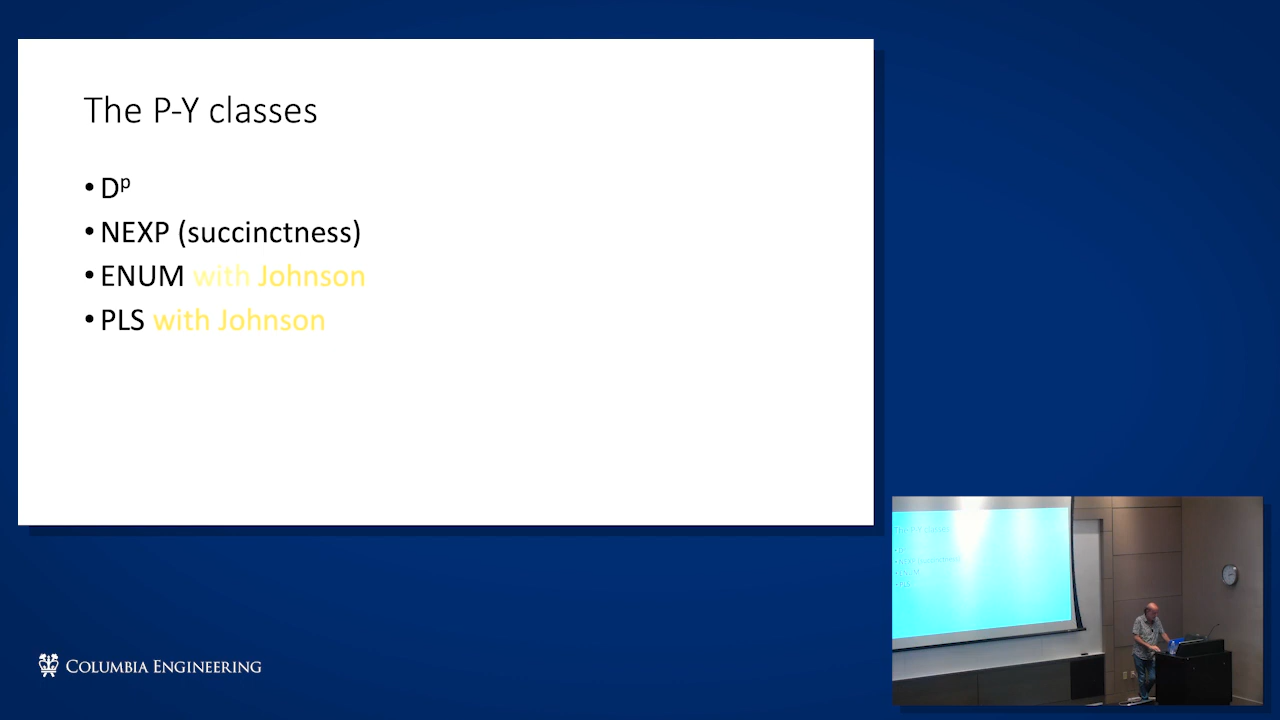 The P-Y classes
• Dᵖ
• NEXP (succinctness)
• ENUM with Johnson
• PLS with Johnson
COLUMBIA ENGINEERING